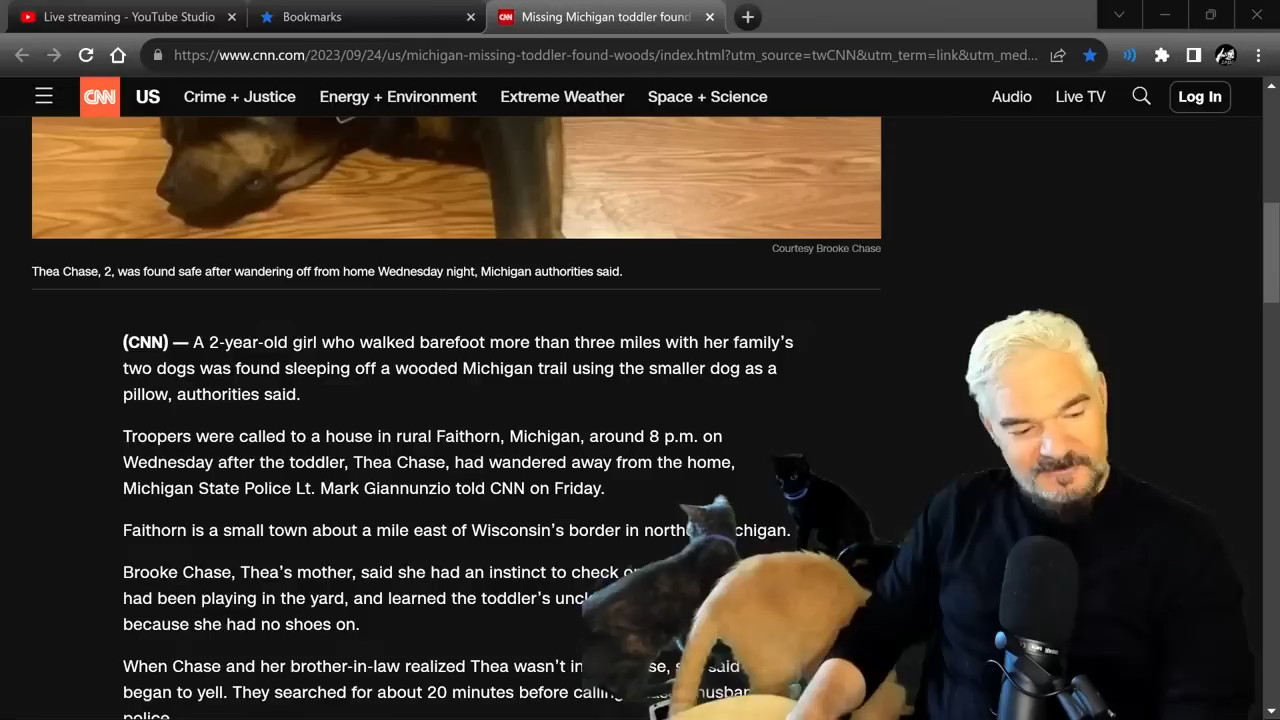 Live streaming - YouTube Studio
Bookmarks
Missing Michigan toddler found
https://www.cnn.com/2023/09/24/us/michigan-missing-toddler-found-woods/index.html?utm_source=twCNN&utm_term=link&utm_med...
CNN US Crime + Justice Energy + Environment Extreme Weather Space + Science Audio Live TV Log In
Courtesy Brooke Chase
Thea Chase, 2, was found safe after wandering off from home Wednesday night, Michigan authorities said.
(CNN) — A 2-year-old girl who walked barefoot more than three miles with her family's
two dogs was found sleeping off a wooded Michigan trail using the smaller dog as a
pillow, authorities said.
Troopers were called to a house in rural Faithorn, Michigan, around 8 p.m. on
Wednesday after the toddler, Thea Chase, had wandered away from the home,
Michigan State Police Lt. Mark Giannunzio told CNN on Friday.
Faithorn is a small town about a mile east of Wisconsin's border in
Brooke Chase, Thea's mother, said she had an instinct to check
had been playing in the yard, and learned the toddler's
because she had no shoes on.
When Chase and her brother-in-law realized Thea wasn't in said
began to yell. They searched for about 20 minutes before
police.